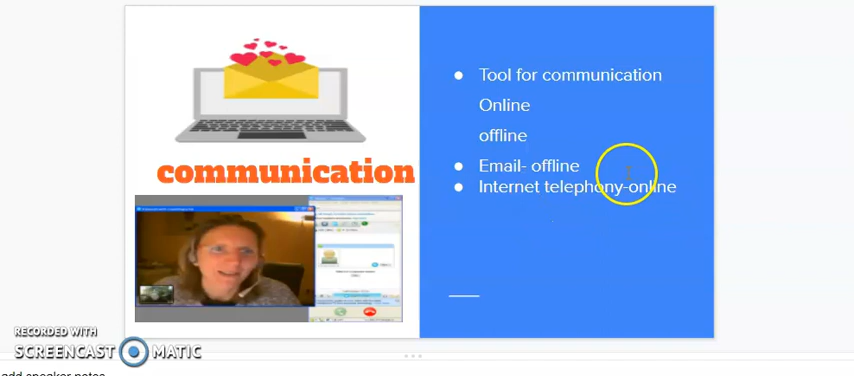 communication
Tool for communication
Online
offline
Email- offline
Internet telephony-online
RECORDED WITH
SCREENCAST MATIC
add speaker notes